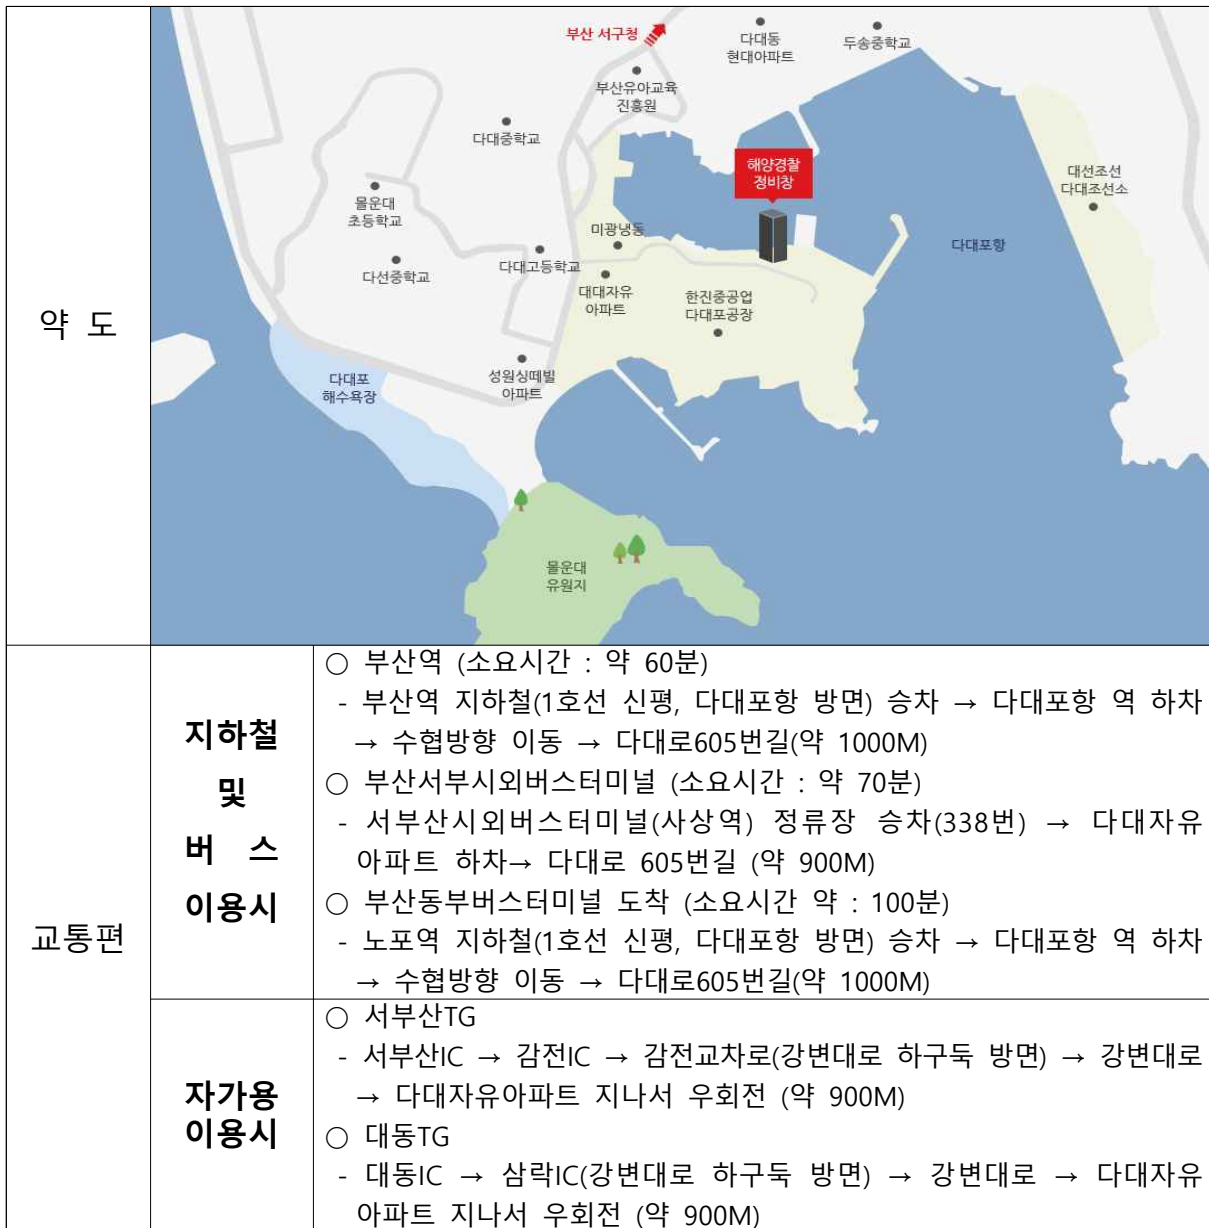 약 도
부산 서구청
다대동
현대아파트
두송중학교
부산유아교육
진흥원
다대중학교
해양경찰
정비창
대선조선
다대조선소
몰운대
초등학교
미광냉동
다대포항
다대고등학교
다선중학교
대대자유
아파트
한진중공업
다대포공장
다대포
해수욕장
성원싱떼빌
아파트
몰운대
유원지
교통편
지하철
및
버 스
이용시
○ 부산역 (소요시간 : 약 60분)
- 부산역 지하철(1호선 신평, 다대포항 방면) 승차 → 다대포항 역 하차
→ 수협방향 이동 → 다대로605번길(약 1000M)
○ 부산서부시외버스터미널 (소요시간 : 약 70분)
- 서부산시외버스터미널(사상역) 정류장 승차(338번) → 다대자유
아파트 하차→ 다대로 605번길 (약 900M)
○ 부산동부버스터미널 도착 (소요시간 약 : 100분)
- 노포역 지하철(1호선 신평, 다대포항 방면) 승차 → 다대포항 역 하차
→ 수협방향 이동 → 다대로605번길(약 1000M)
자가용
이용시
○ 서부산TG
- 서부산IC → 감전IC → 감전교차로(강변대로 하구둑 방면) → 강변대로
→ 다대자유아파트 지나서 우회전 (약 900M)
○ 대동TG
- 대동IC → 삼락IC(강변대로 하구둑 방면) → 강변대로 → 다대자유
아파트 지나서 우회전 (약 900M)